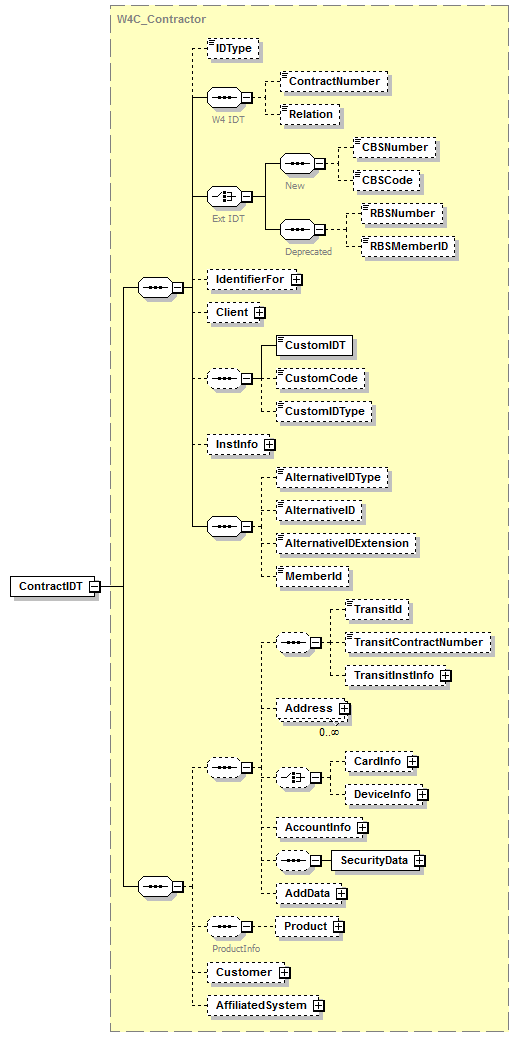 W4C_Contractor
IDType
ContractNumber
W4 IDT
Relation
CBSNumber
New
CBSCode
Ext IDT
RBSNumber
Deprecated
RBSMemberID
IdentifierFor
Client
CustomIDT
CustomCode
CustomIDType
InstInfo
AlternativeIDType
AlternativeID
AlternativeIDExtension
MemberId
ContractIDT
TransitId
TransitContractNumber
TransitInstInfo
Address
0..∞
CardInfo
DeviceInfo
AccountInfo
SecurityData
AddData
Product
ProductInfo
Customer
AffiliatedSystem